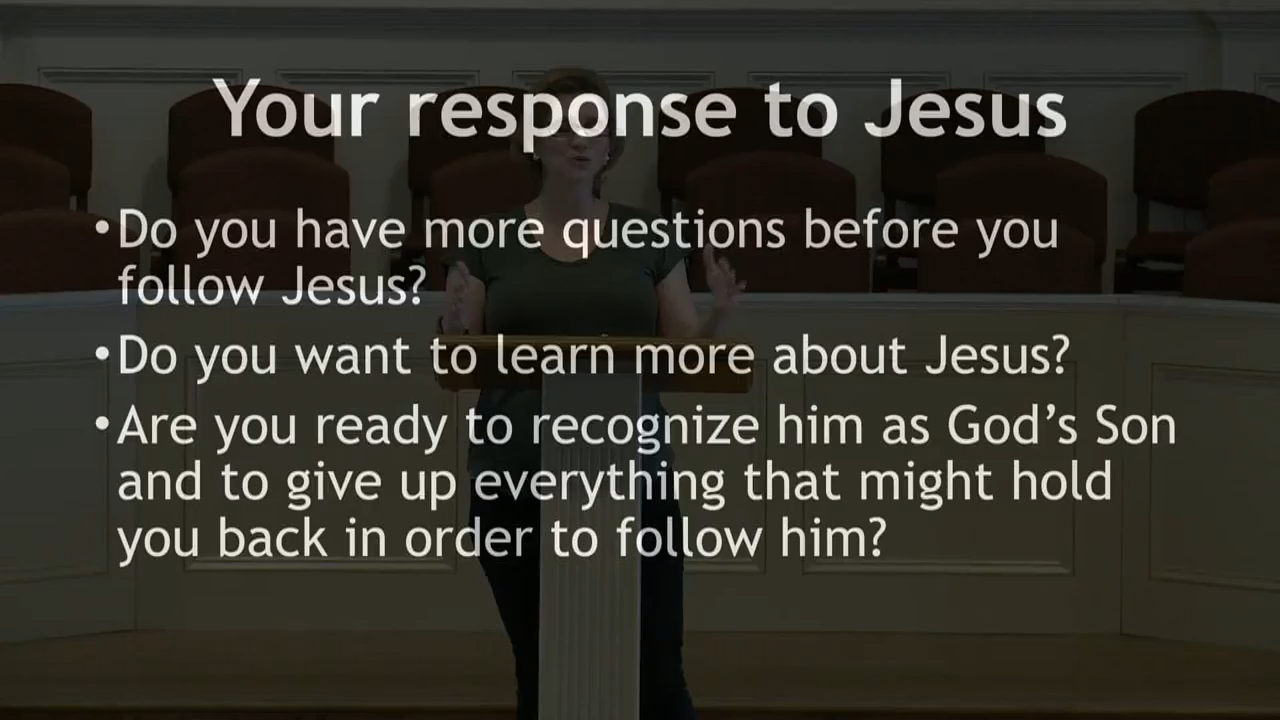 Your response to Jesus
•Do you have more questions before you
follow Jesus?
•Do you want to learn more about Jesus?
•Are you ready to recognize him as God’s Son
and to give up everything that might hold
you back in order to follow him?